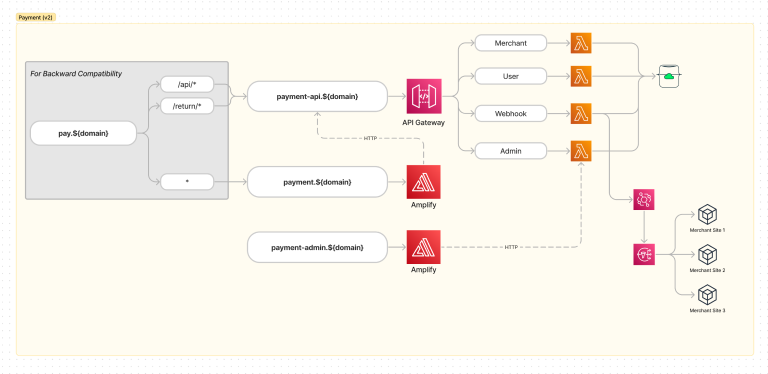 Payment (v2)
For Backward Compatibility
pay.${domain}
/api/*
/return/*
*
payment-api.${domain}
API Gateway
HTTP
payment.${domain}
Amplify
payment-admin.${domain}
Amplify
HTTP
Merchant
User
Webhook
Admin
Merchant Site 1
Merchant Site 2
Merchant Site 3